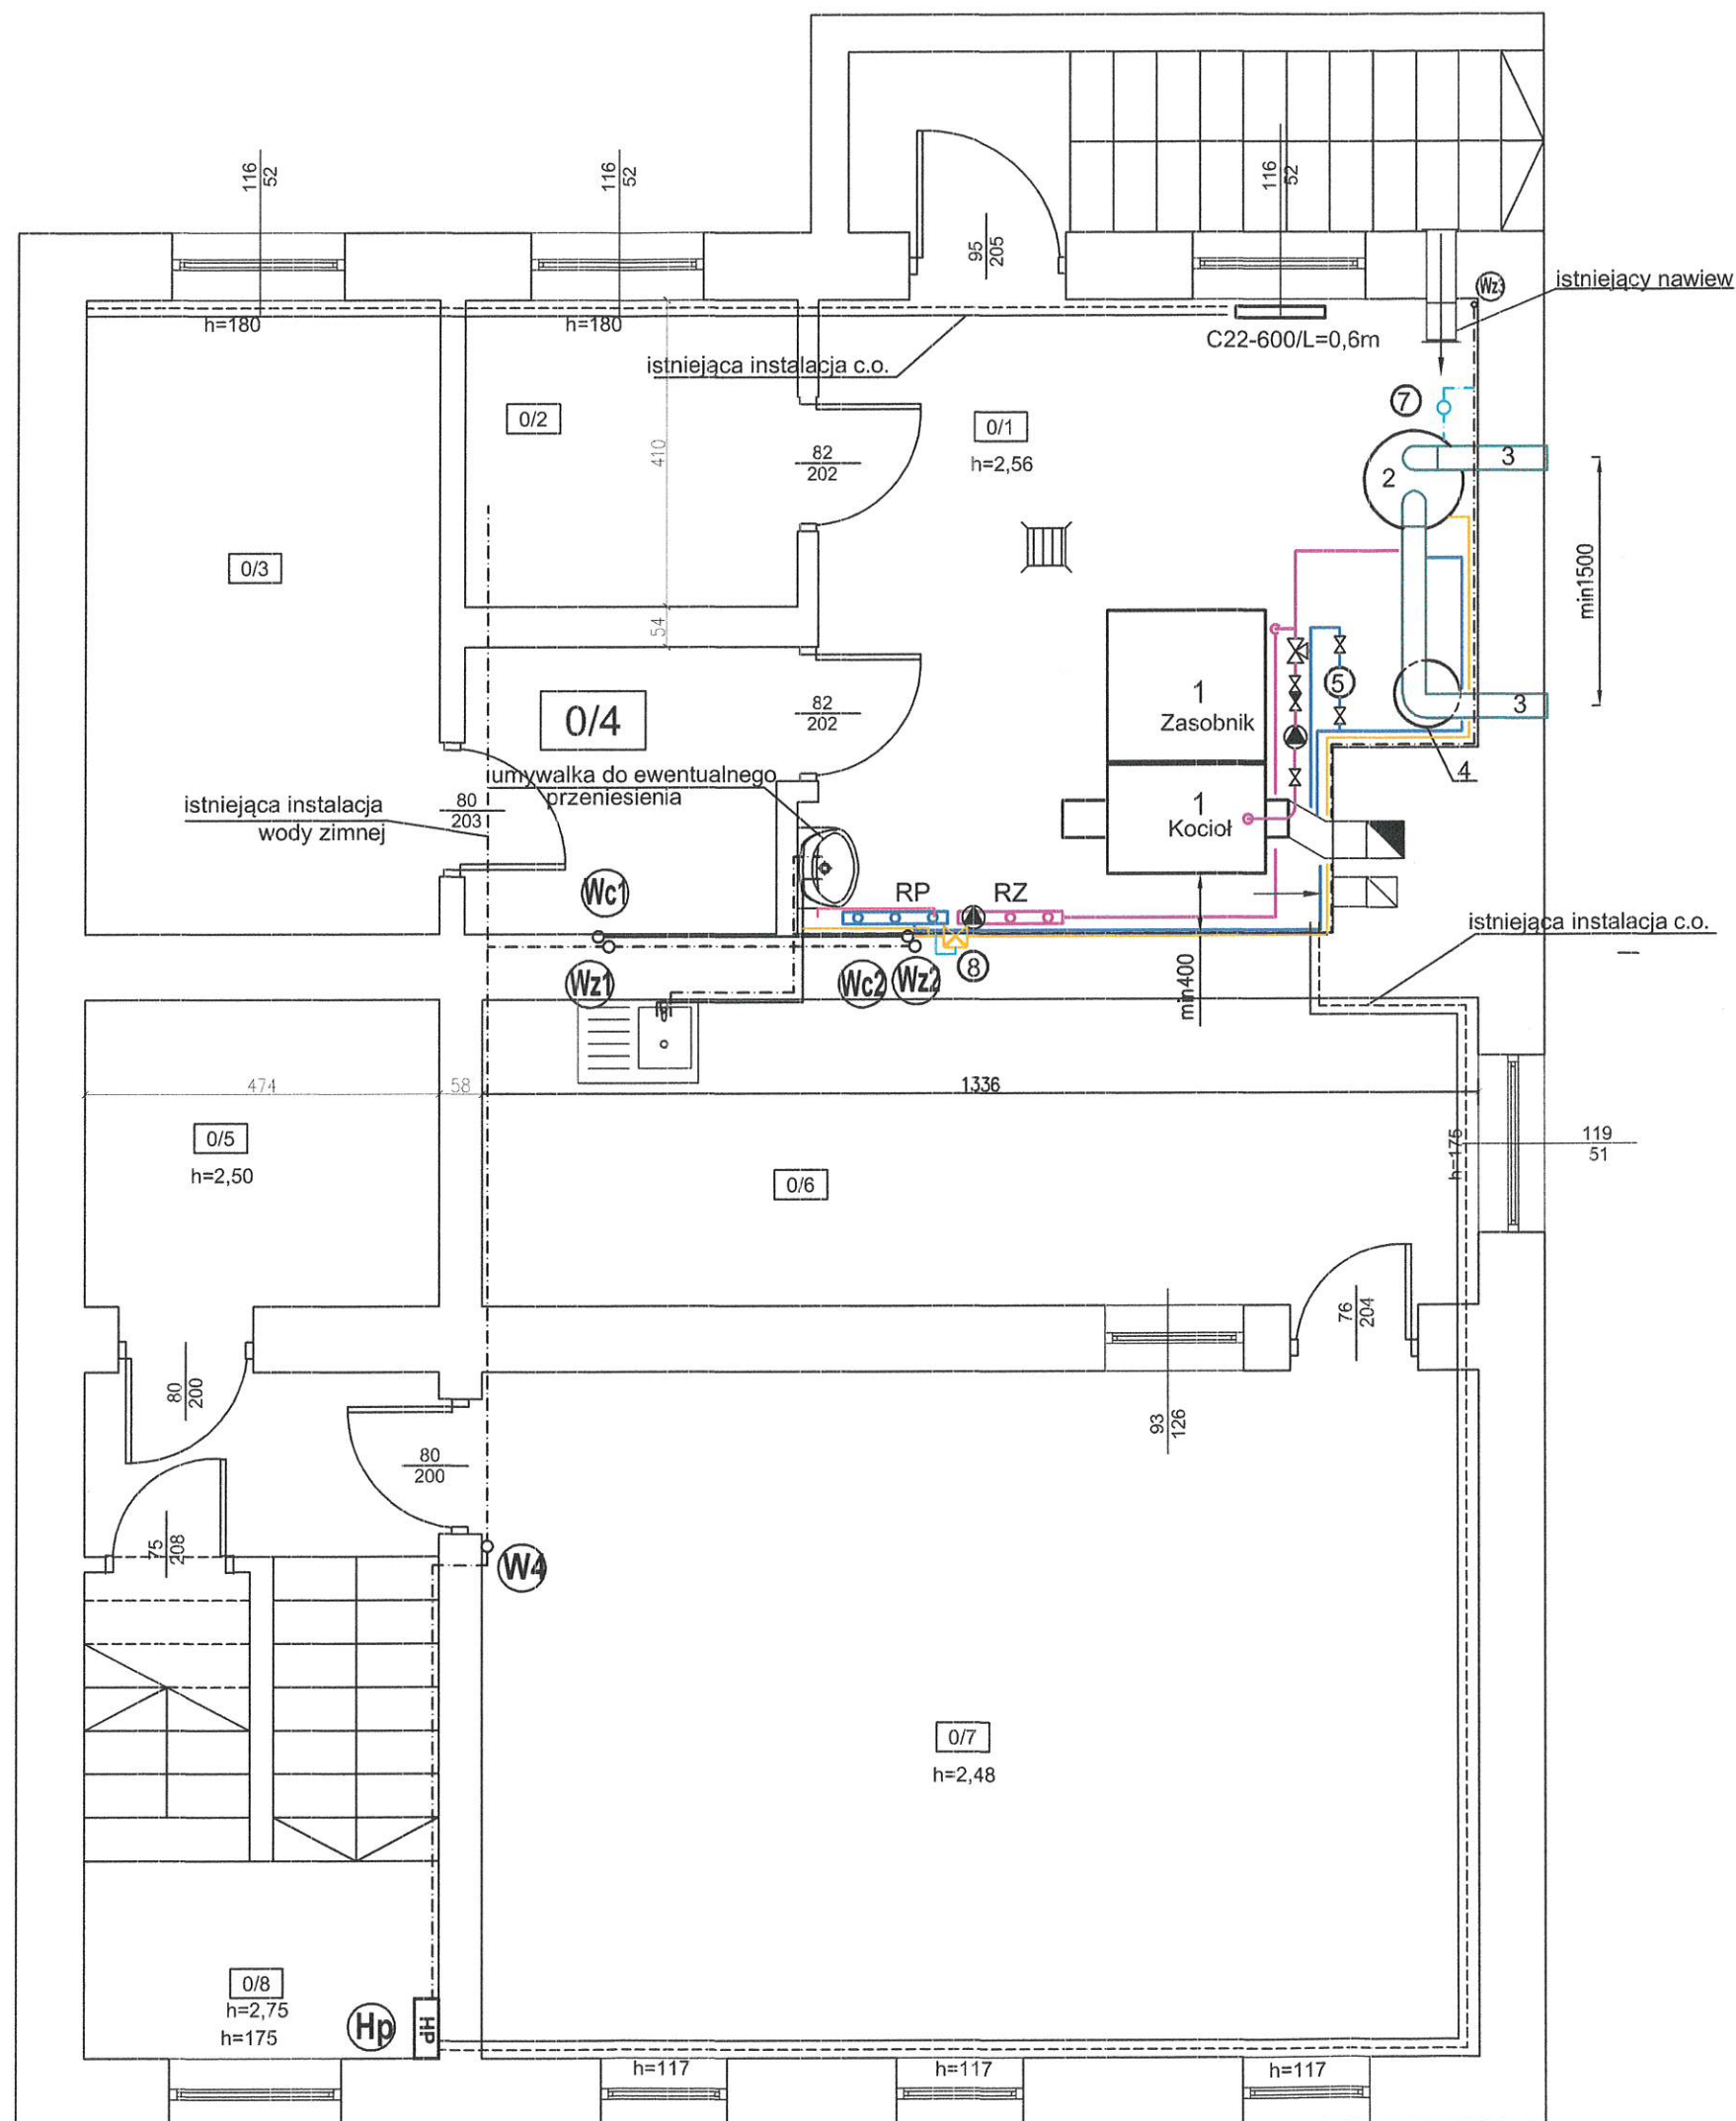 116
52
116
52
116
52
95
205
Wz3
istniejący nawiew
h=180
h=180
C22-600/L=0,6m
istniejąca instalacja c.o.
0/2
0/1
h=2,56
7
410
82
202
3
2
0/3
min1500
54
5
1
Zasobnik
0/4
82
202
3
4
umywalka do ewentualnego
przeniesienia
istniejąca instalacja
wody zimnej
80
203
1
Kocioł
Wc1
RP
RZ
istniejąca instalacja c.o.
Wz1
Wc2
Wz2
8
min400
474
58
1336
0/5
h=2,50
0/6
h=175
119
51
76
204
80
200
93
126
80
200
75
208
W4
0/7
h=2,48
0/8
h=2,75
h=175
Hp
HP
h=117
h=117
h=117